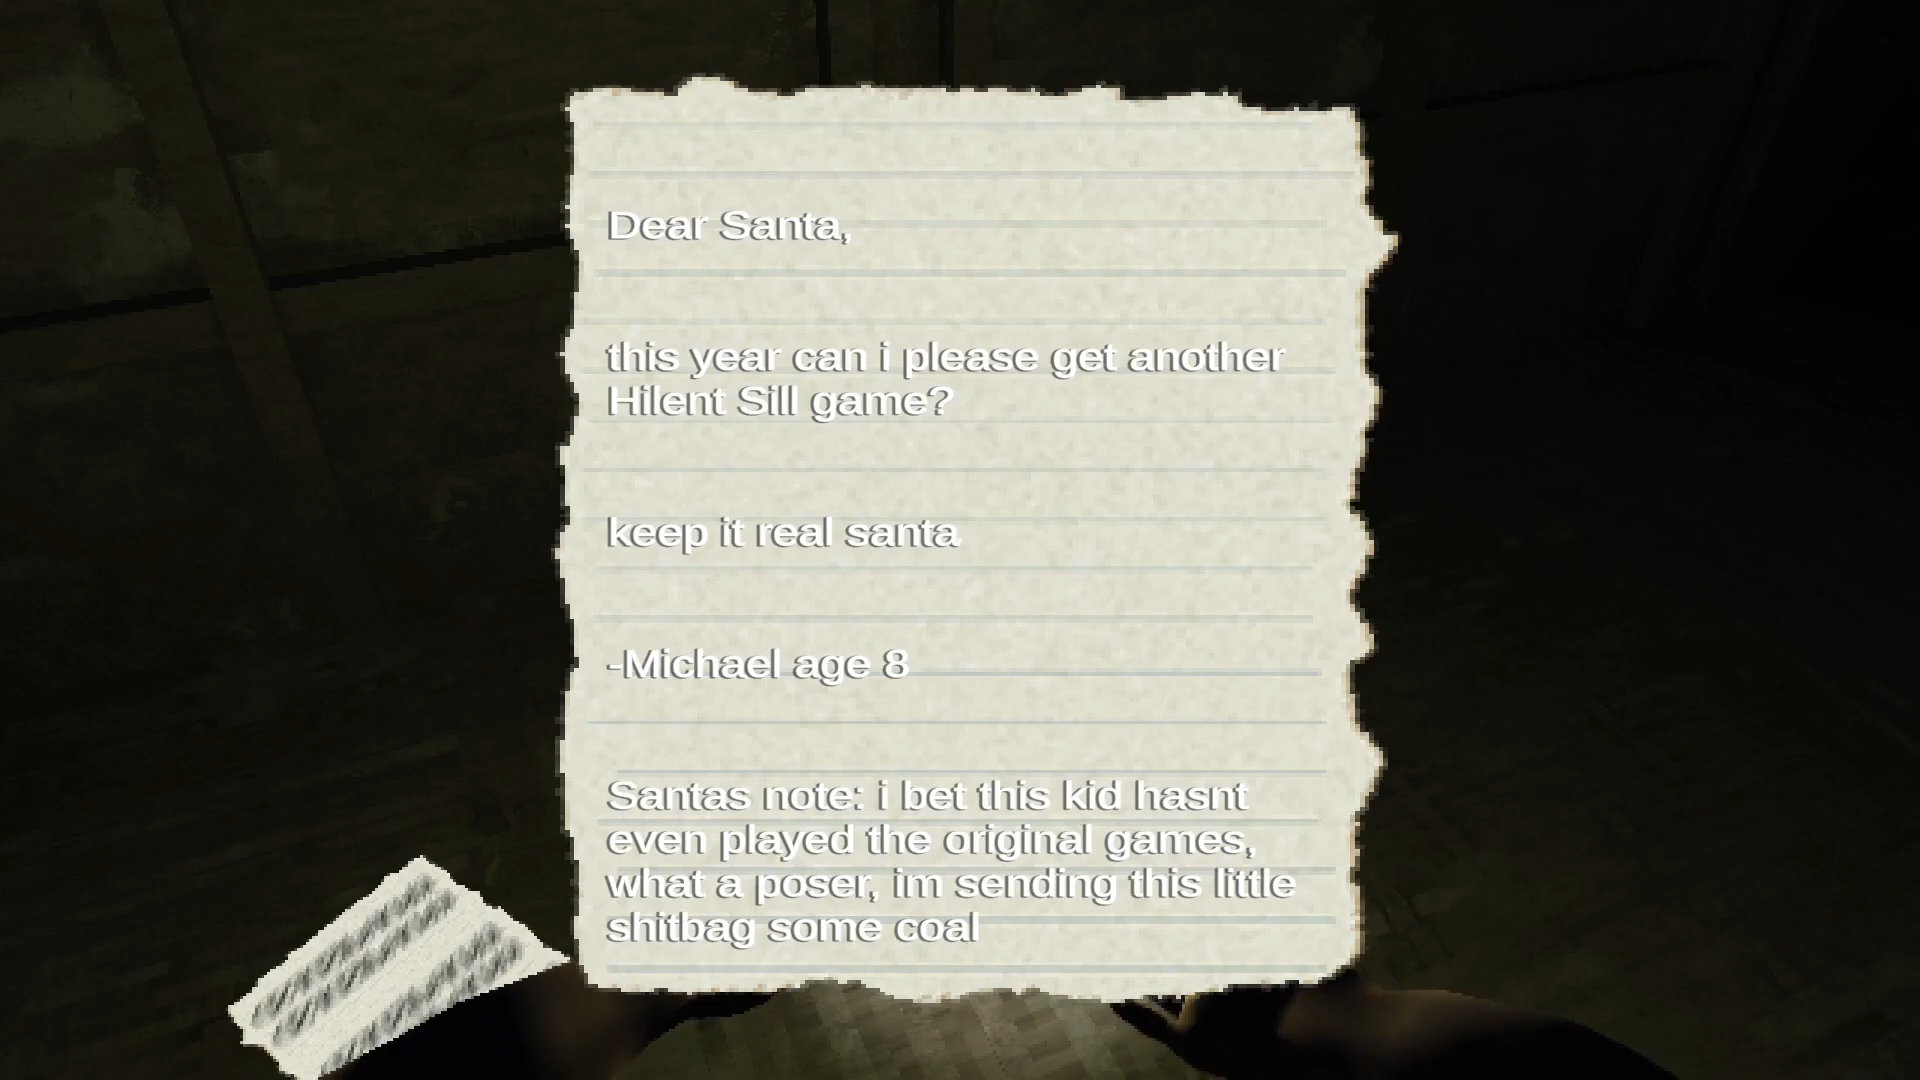 Dear Santa,
this year can i please get another
Hilent Sill game?
keep it real santa
-Michael age 8
Santas note: i bet this kid hasnt
even played the original games,
what a poser, im sending this little
shitbag some coal